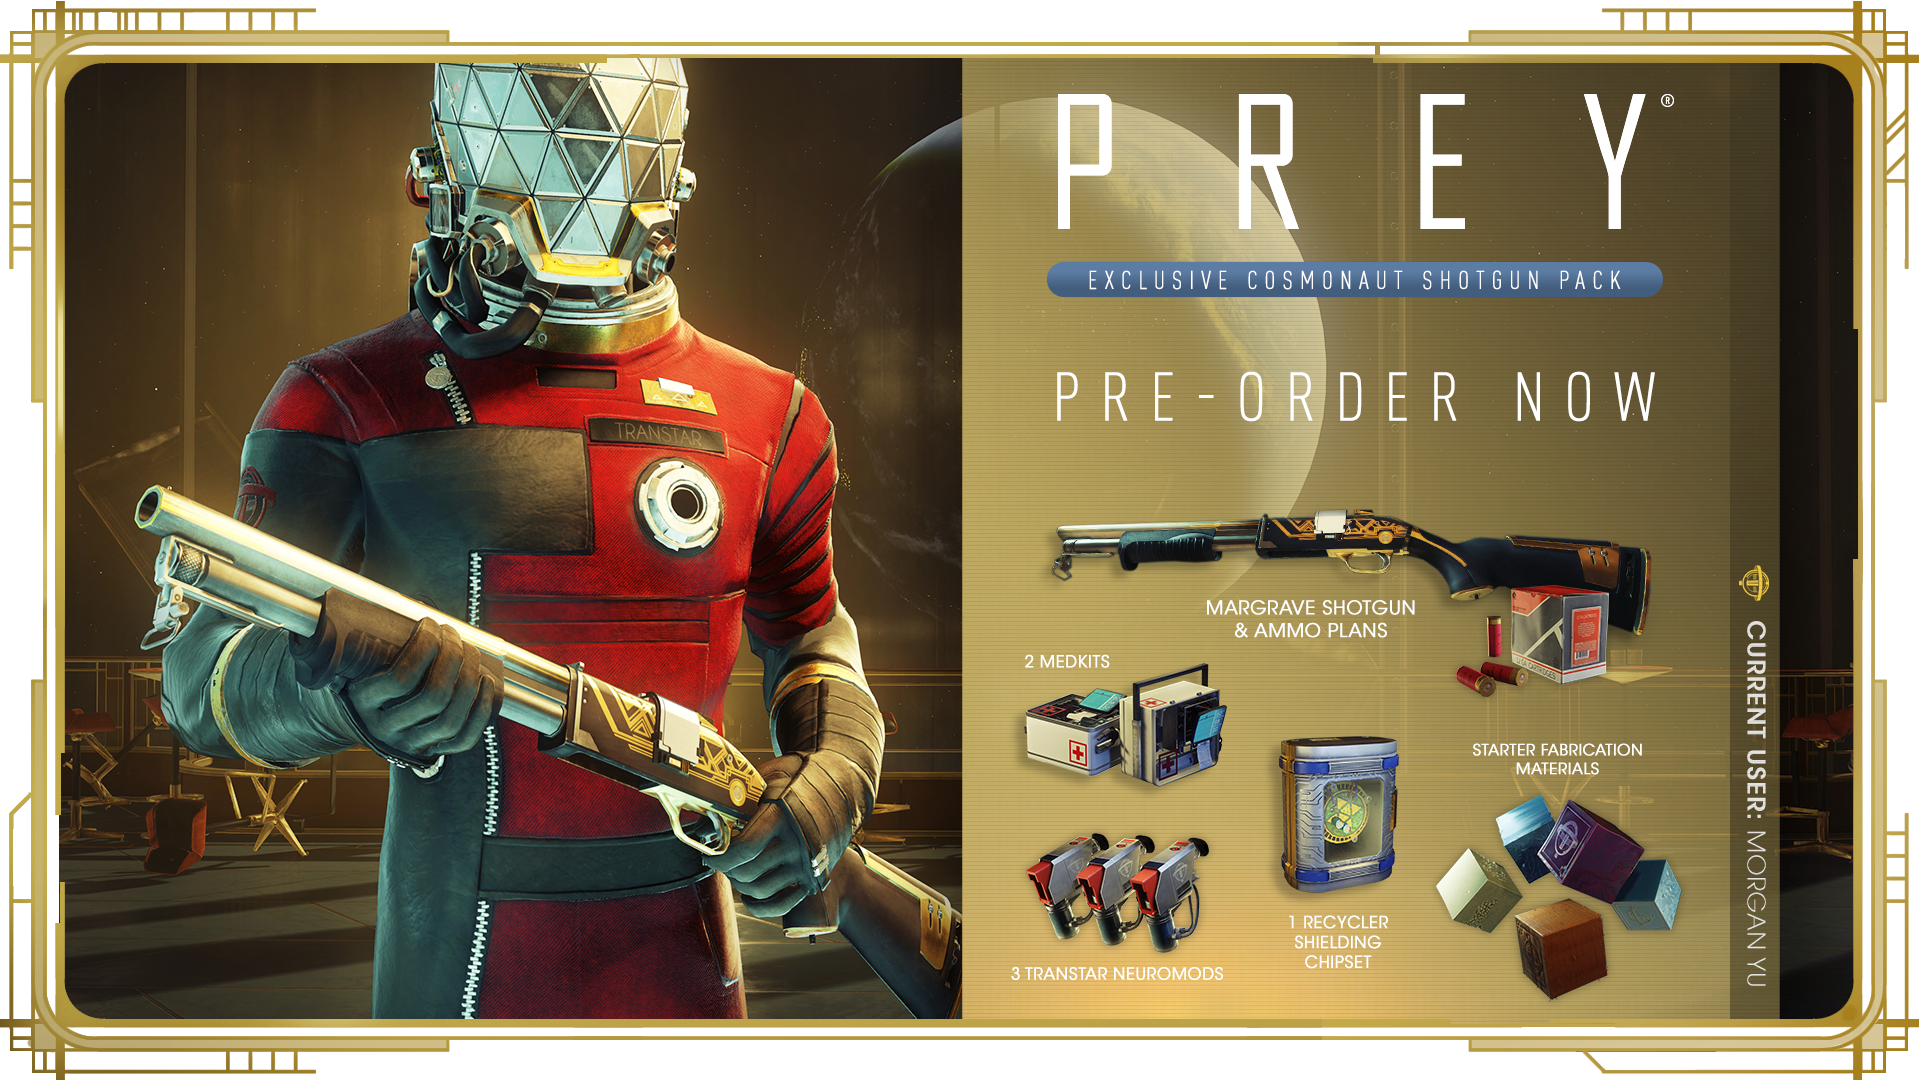 PREY®
EXCLUSIVE COSMONAUT SHOTGUN PACK
PRE-ORDER NOW
TRANSTAR
MARGRAVE SHOTGUN
& AMMO PLANS
2 MEDKITS
STARTER FABRICATION
MATERIALS
1 RECYCLER
SHIELDING
CHIPSET
3 TRANSTAR NEUROMODS
CURRENT USER: MORGAN YU